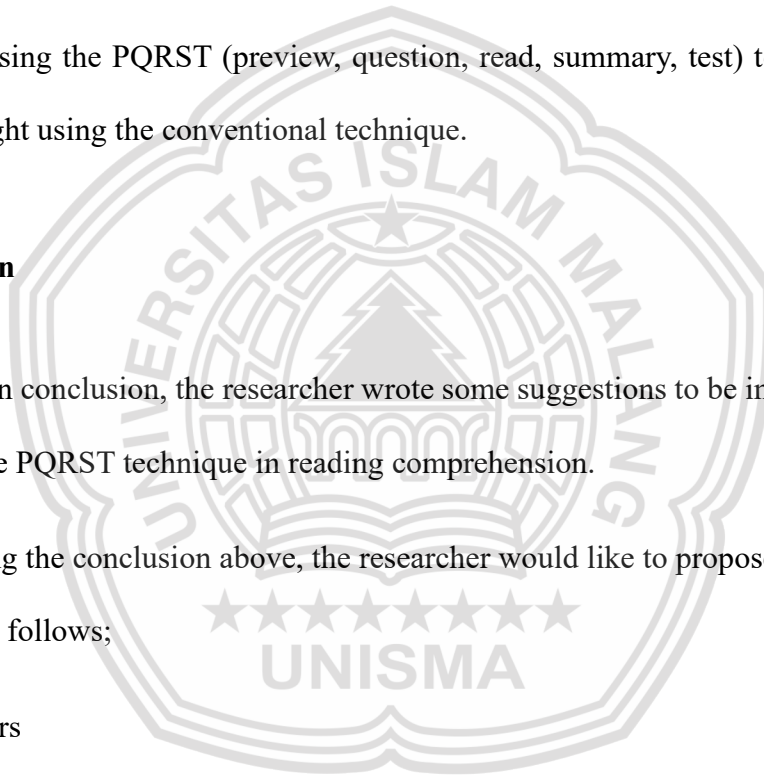 sing the PQRST (preview, question, read, summary, test) t
ght using the conventional technique.
n
n conclusion, the researcher wrote some suggestions to be in
e PQRST technique in reading comprehension.
g the conclusion above, the researcher would like to propose
follows;
rs
UNIVERSITAS ISLAM MALANG
UNISMA